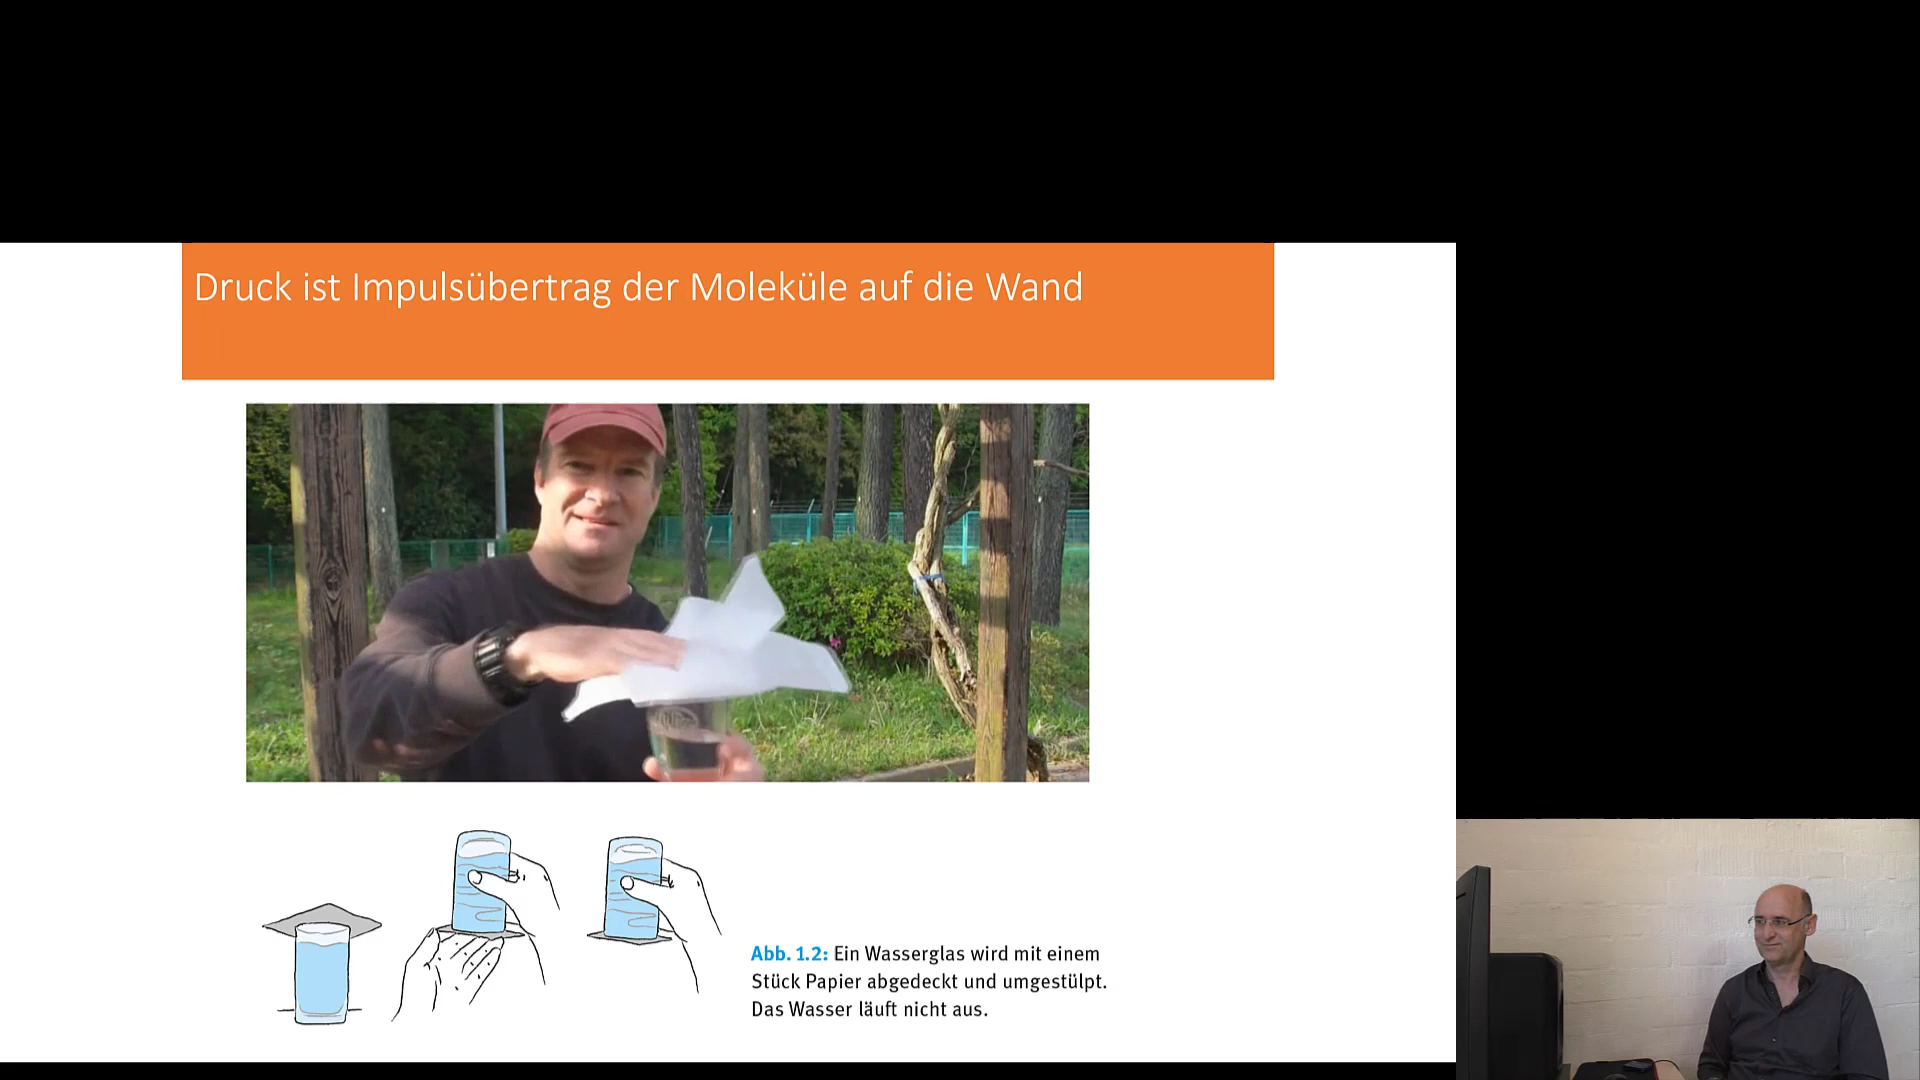 Druck ist Impulsübertrag der Moleküle auf die Wand
Abb. 1.2: Ein Wasserglas wird mit einem
Stück Papier abgedeckt und umgestülpt.
Das Wasser läuft nicht aus.